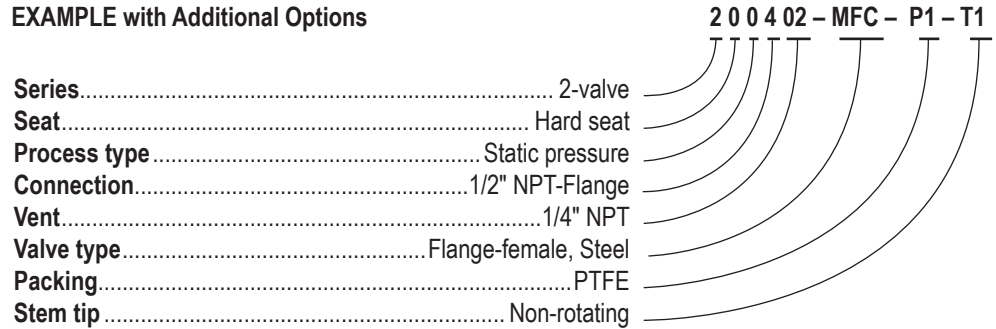 EXAMPLE with Additional Options 2 0 0 4 02 – MFC – P1 – T1
Series........................................................................... 2-valve
Seat.......................................................................... Hard seat
Process type.................................................... Static pressure
Connection.....................................................1/2" NPT-Flange
Vent............................................................................1/4" NPT
Valve type................................................Flange-female, Steel
Packing...........................................................................PTFE
Stem tip................................................................ Non-rotating